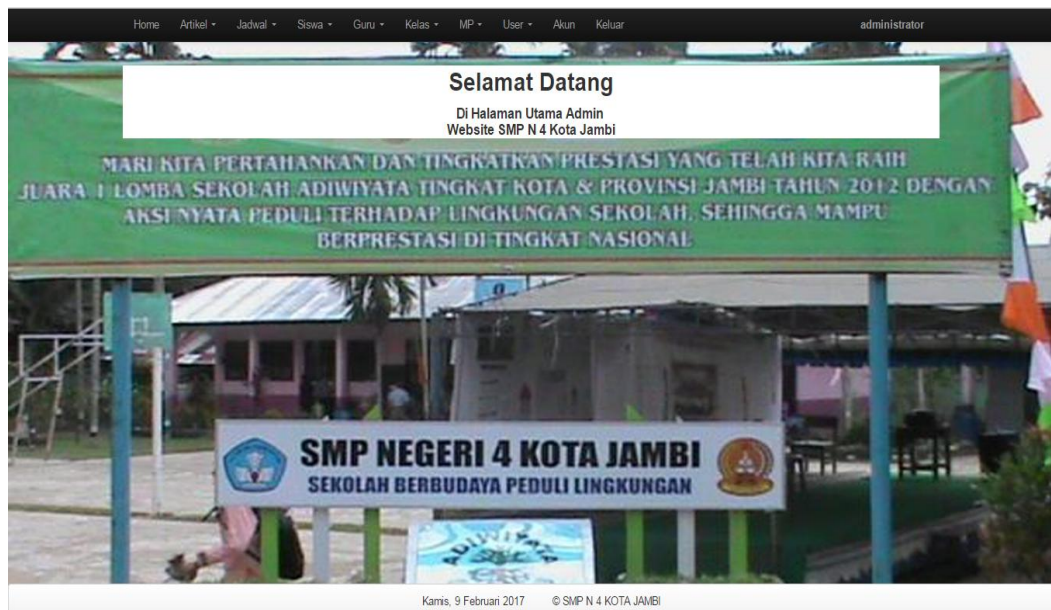 Home Artikel Jadwal Siswa Guru Kelas MP User Akun Keluar administrator
Selamat Datang
Di Halaman Utama Admin
Website SMP N 4 Kota Jambi
MARI KITA PERTAHANKAN DAN TINGKATKAN PRESTASI YANG TELAH KITA RAIH
JUARA 1 LOMBA SEKOLAH ADIWIYATA TINGKAT KOTA & PROVINSI JAMBI TAHUN 2012 DENGAN
AKSI NYATA PEDULI TERHADAP LINGKUNGAN SEKOLAH, SEHINGGA MAMPU
BERPRESTASI DI TINGKAT NASIONAL
SMP NEGERI 4 KOTA JAMBI
SEKOLAH BERBUDAYA PEDULI LINGKUNGAN
ADIWIYATA
Kamis, 9 Februari 2017 © SMP N 4 KOTA JAMBI